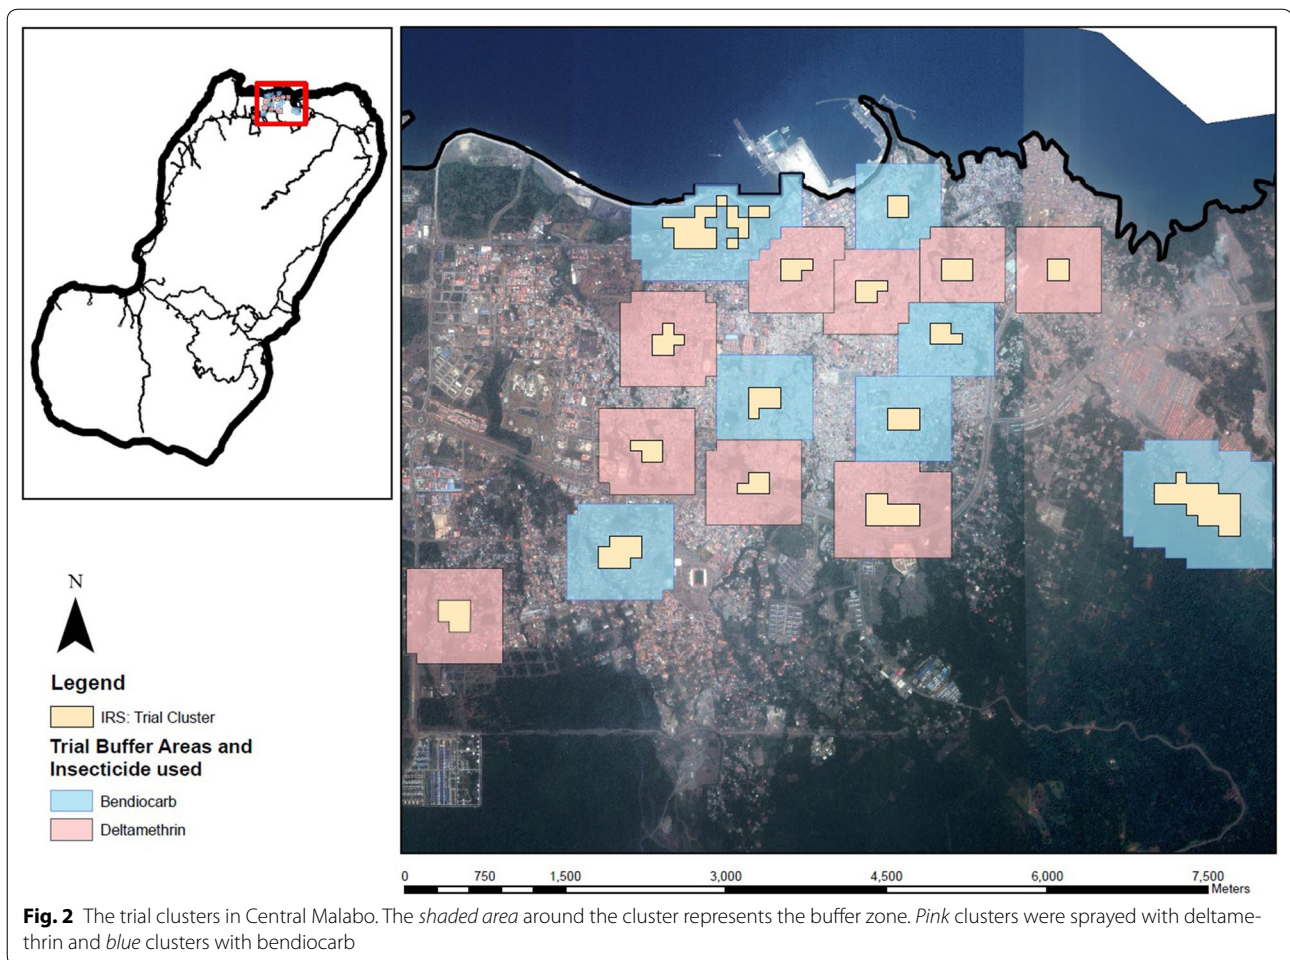 N
Legend
IRS: Trial Cluster
Trial Buffer Areas and
Insecticide used
Bendiocarb
Deltamethrin
0 750 1,500 3,000 4,500 6,000 7,500
Meters
Fig. 2 The trial clusters in Central Malabo. The shaded area around the cluster represents the buffer zone. Pink clusters were sprayed with deltame-
thrin and blue clusters with bendiocarb